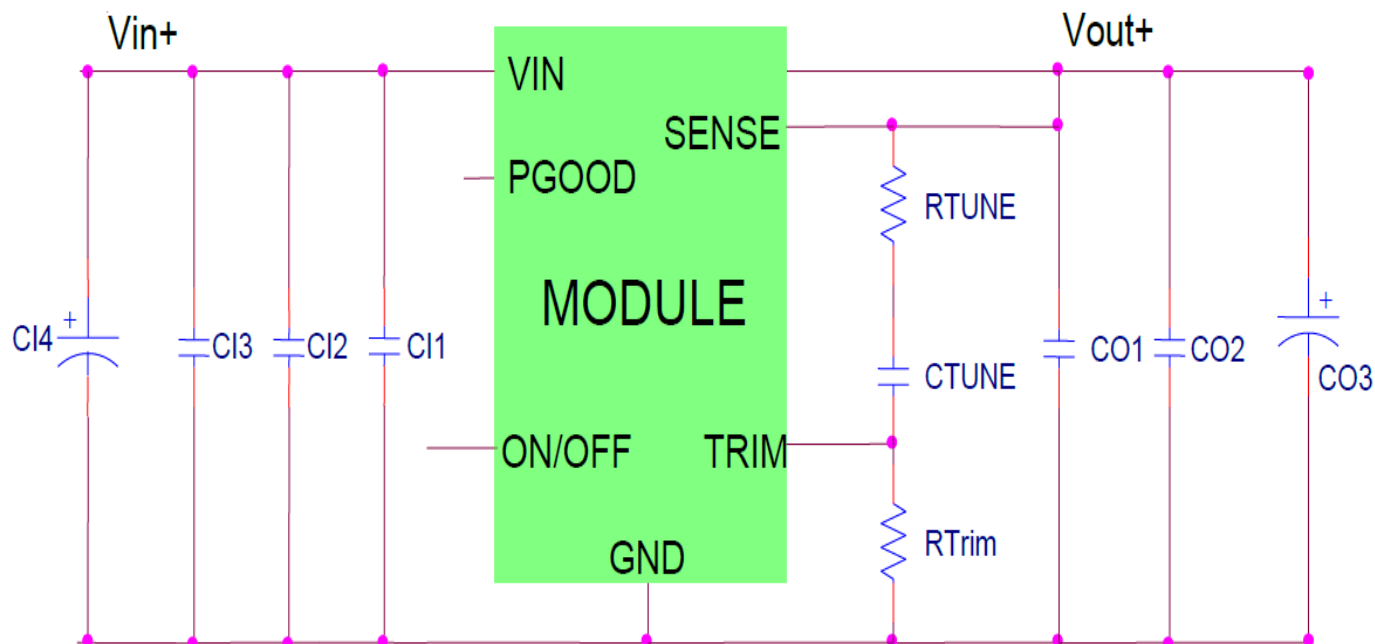 Vin+
Vout+
VIN
SENSE
PGOOD
RTUNE
MODULE
+
+
CI4
CI3
CI2
CI1
CO1
CO2
CTUNE
CO3
ON/OFF
TRIM
RTrim
GND